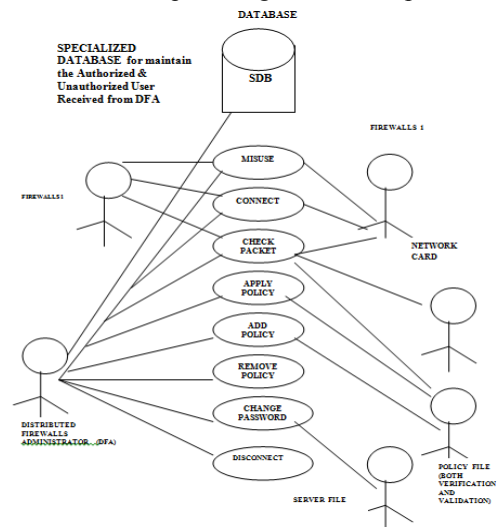 DATABASE
SPECIALIZED
DATABASE for maintain
the Authorized &
Unauthorized User
Received from DFA
SDB
FIREWALLS 1
MISUSE
FIREWALLS1
CONNECT
CHECK
PACKET
NETWORK
CARD
APPLY
POLICY
ADD
POLICY
REMOVE
POLICY
CHANGE
PASSWORD
DISTRIBUTED
FIREWALLS
ADMINISTRATOR (DFA)
DISCONNECT
POLICY FILE
(BOTH
VERIFICATION
AND
VALIDATION)
SERVER FILE